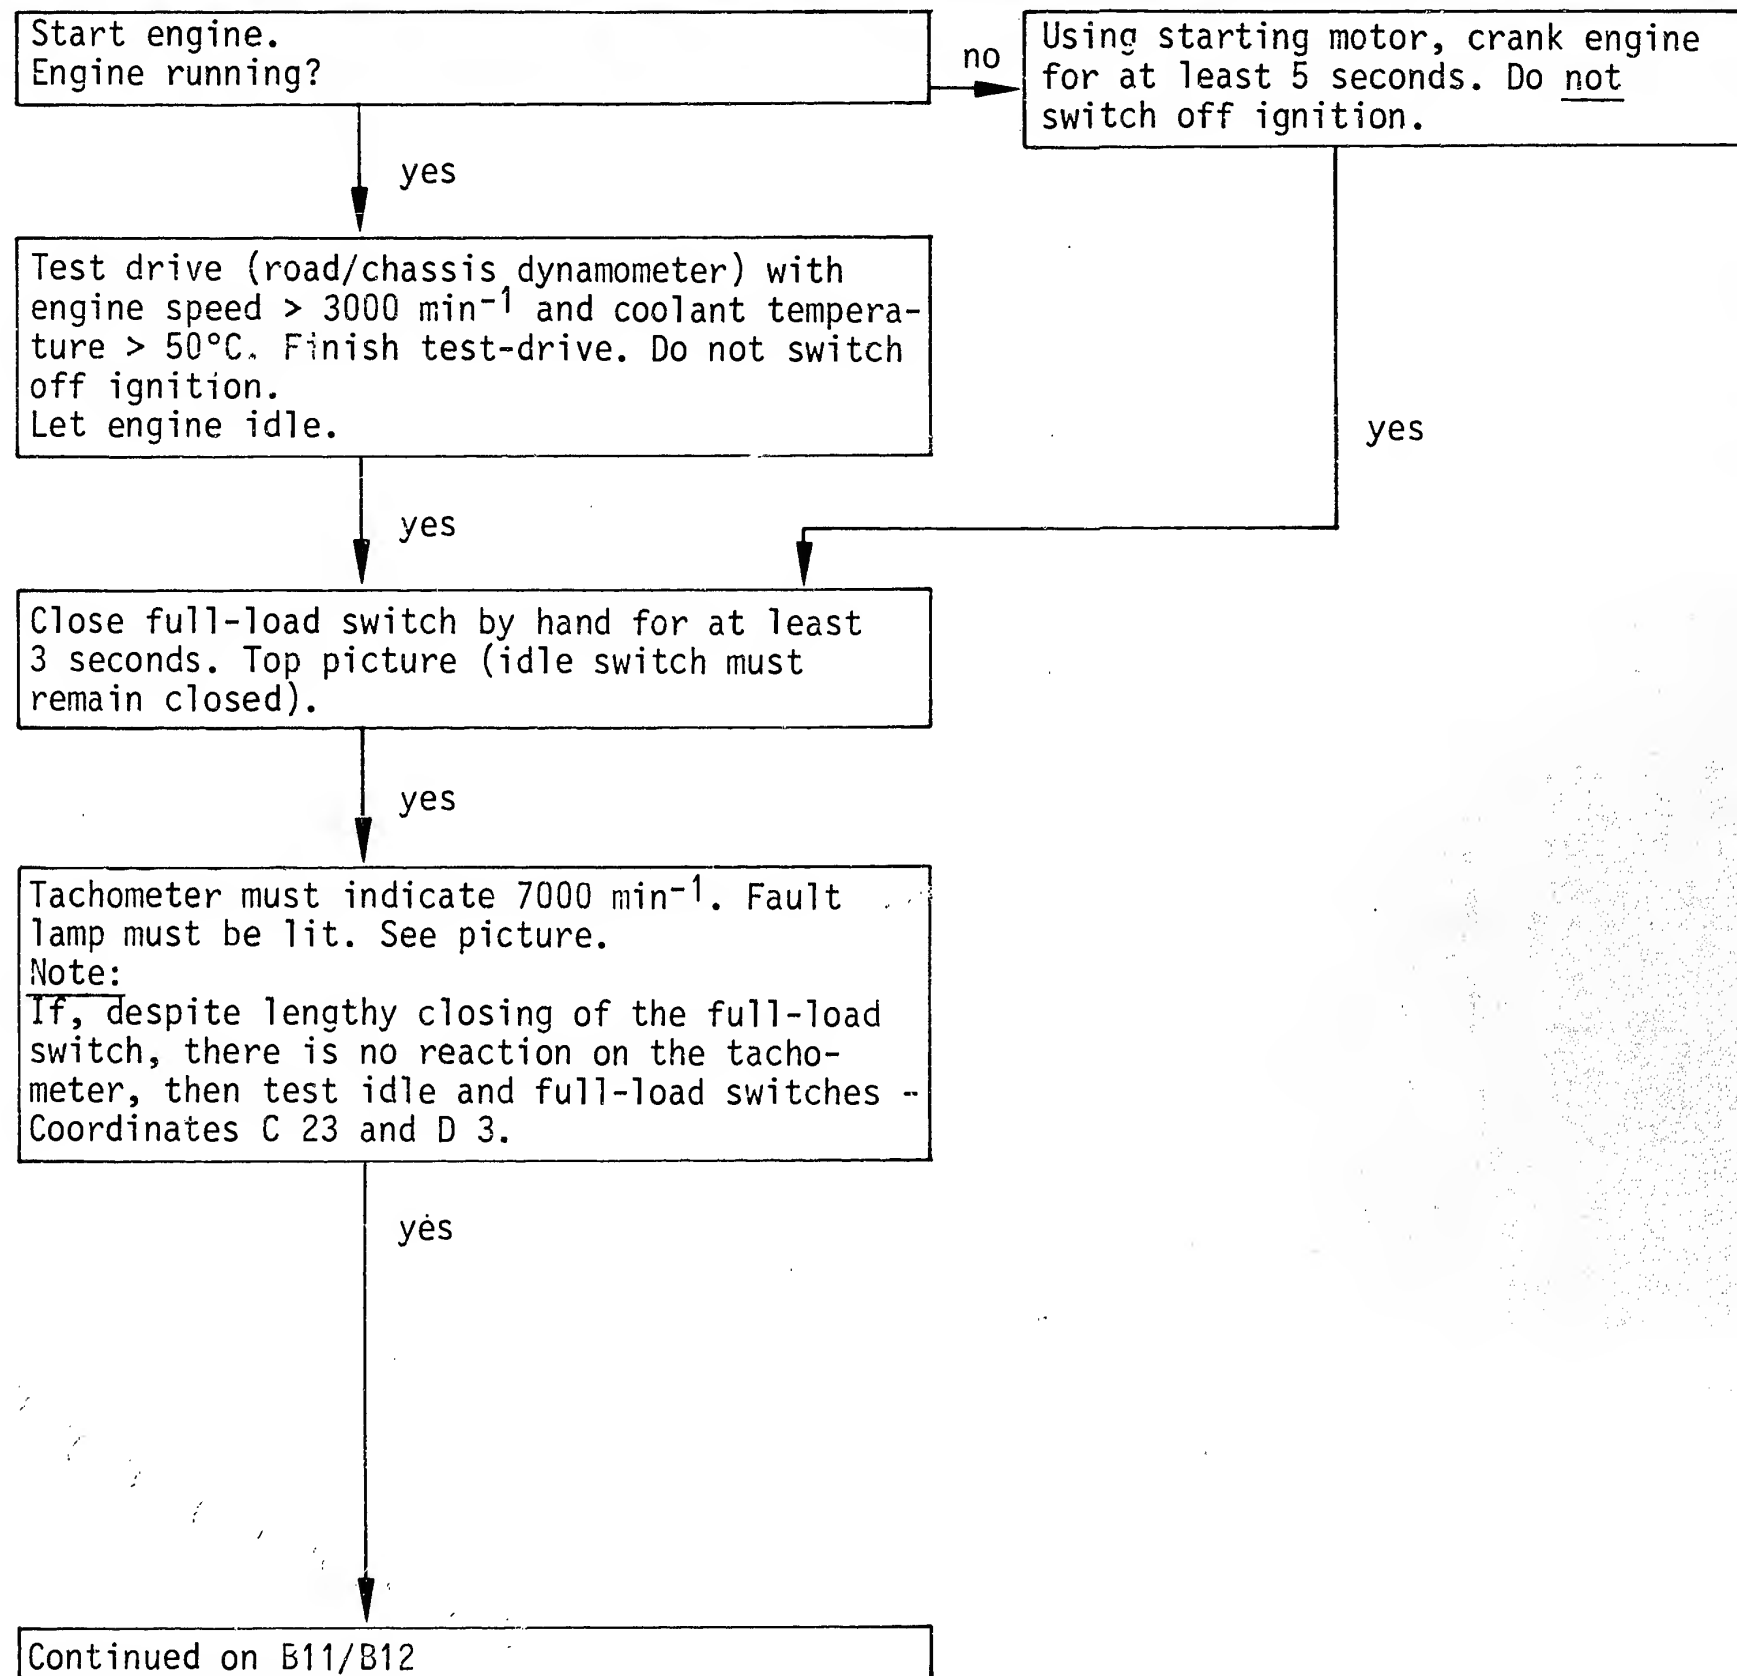 Start engine.
Engine running?
no
Using starting motor, crank engine
for at least 5 seconds. Do not
switch off ignition.
yes
Test drive (road/chassis dynamometer) with
engine speed > 3000 min⁻¹ and coolant tempera-
ture > 50°C. Finish test-drive. Do not switch
off ignition.
Let engine idle.
yes
yes
Close full-load switch by hand for at least
3 seconds. Top picture (idle switch must
remain closed).
yes
Tachometer must indicate 7000 min⁻¹. Fault
lamp must be lit. See picture.
Note:
If, despite lengthy closing of the full-load
switch, there is no reaction on the tacho-
meter, then test idle and full-load switches -
Coordinates C 23 and D 3.
yes
Continued on B11/B12